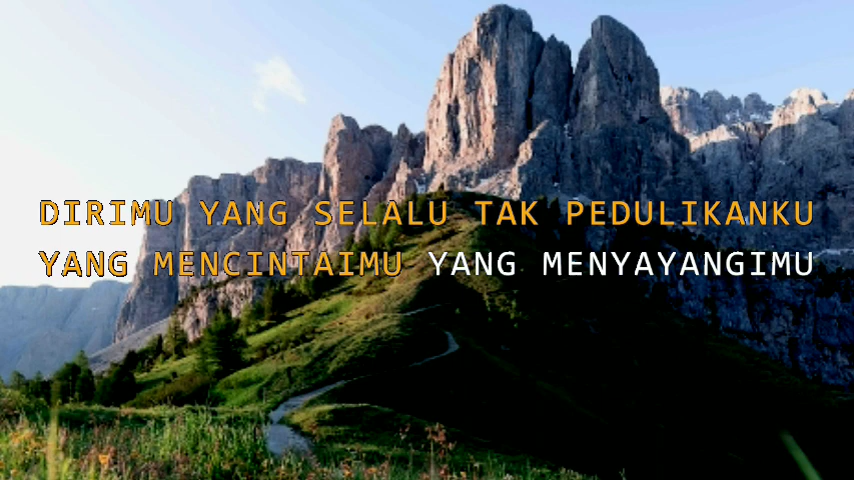 DIRIMU YANG SELALU TAK PEDULIKANKU
YANG MENCINTAIMU YANG MENYAYANGIMU